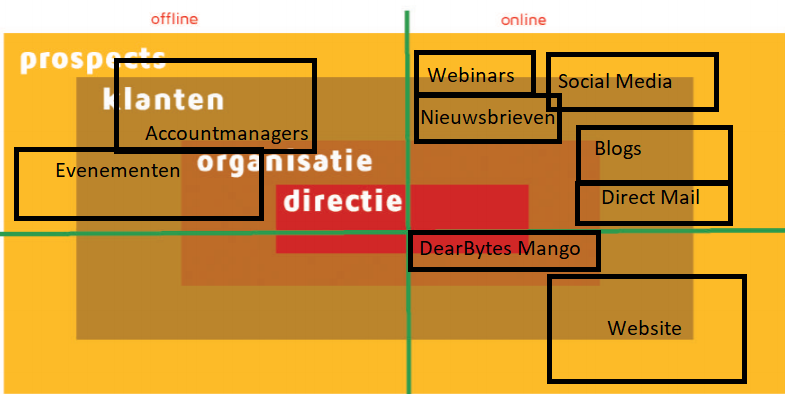 offline
online
prospects
klanten
Accountmanagers
Evenementen
organisatie
directie
Webinars
Social Media
Nieuwsbrieven
Blogs
Direct Mail
DearBytes Mango
Website